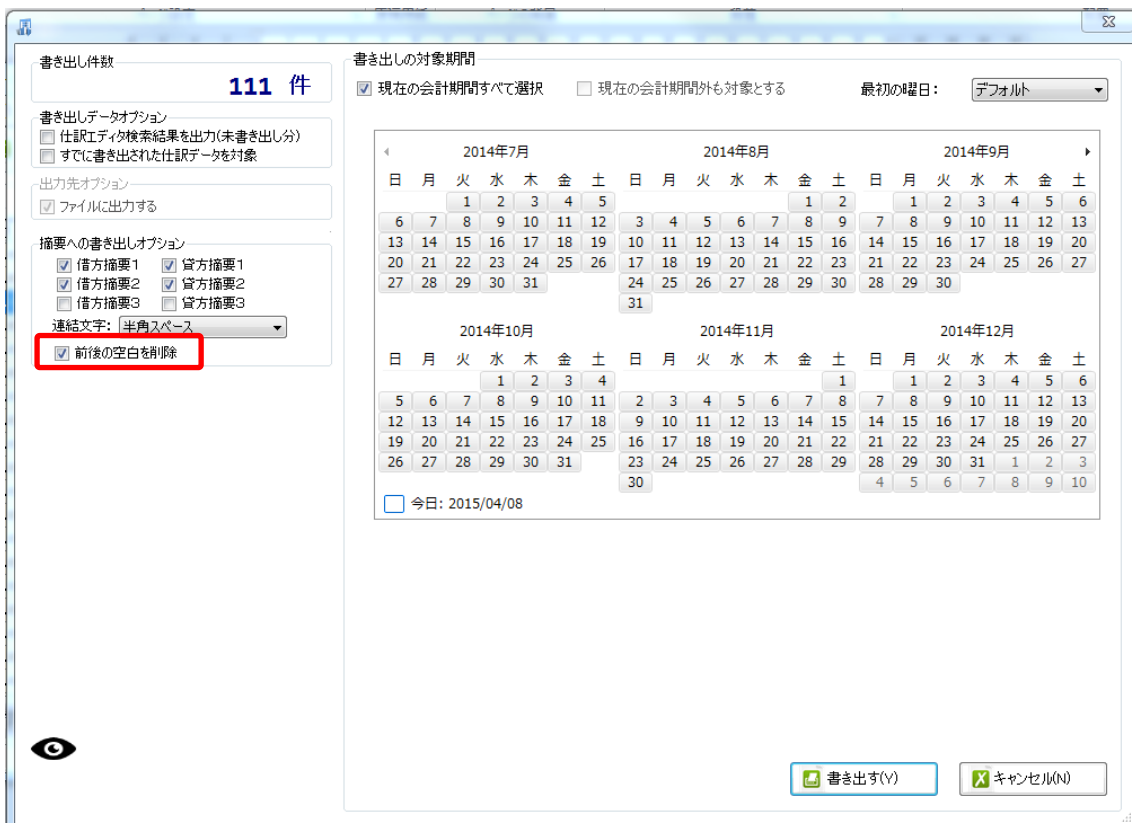 書き出し件数
111 件
書き出しデータオプション
仕訳エディタ検索結果を出力(未書き出し分)
すでに書き出された仕訳データを対象
出力先オプション
ファイルに出力する
摘要への書き出しオプション
借方摘要1 貸方摘要1
借方摘要2 貸方摘要2
借方摘要3 貸方摘要3
連結文字: 半角スペース
前後の空白を削除
書き出しの対象期間
現在の会計期間すべて選択 現在の会計期間外も対象とする 最初の曜日: デフォルト
2014年7月 2014年8月 2014年9月
日 月 火 水 木 金 土 日 月 火 水 木 金 土 日 月 火 水 木 金 土
1 2 3 4 5 1 2 1 2 3 4 5 6
6 7 8 9 10 11 12 3 4 5 6 7 8 9 7 8 9 10 11 12 13
13 14 15 16 17 18 19 10 11 12 13 14 15 16 14 15 16 17 18 19 20
20 21 22 23 24 25 26 17 18 19 20 21 22 23 21 22 23 24 25 26 27
27 28 29 30 31 24 25 26 27 28 29 30 28 29 30
31
2014年10月 2014年11月 2014年12月
日 月 火 水 木 金 土 日 月 火 水 木 金 土 日 月 火 水 木 金 土
1 2 3 4 1 1 2 3 4 5 6
5 6 7 8 9 10 11 2 3 4 5 6 7 8 7 8 9 10 11 12 13
12 13 14 15 16 17 18 9 10 11 12 13 14 15 14 15 16 17 18 19 20
19 20 21 22 23 24 25 16 17 18 19 20 21 22 21 22 23 24 25 26 27
26 27 28 29 30 31 23 24 25 26 27 28 29 28 29 30 31 1 2 3
30 4 5 6 7 8 9 10
今日: 2015/04/08
書き出す(Y) キャンセル(N)